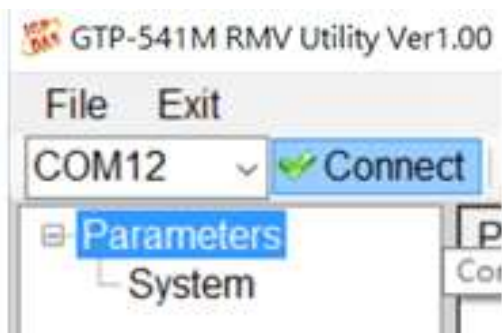 GTP-541M RMV Utility Ver1.00
File Exit
COM12 Connect
Parameters
System